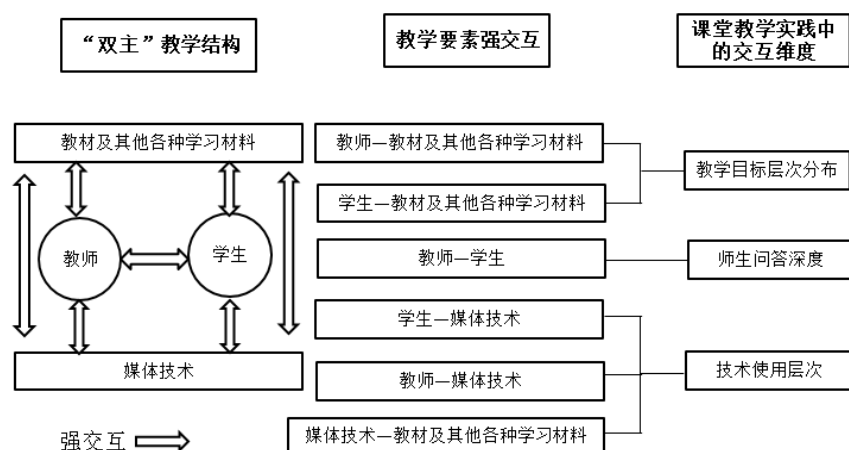 “双主”教学结构
教学要素强交互
课堂教学实践中
的交互维度
教材及其他各种学习材料
教师
学生
媒体技术
强交互
教师—教材及其他各种学习材料
学生—教材及其他各种学习材料
教师—学生
学生—媒体技术
教师—媒体技术
媒体技术—教材及其他各种学习材料
教学目标层次分布
师生问答深度
技术使用层次